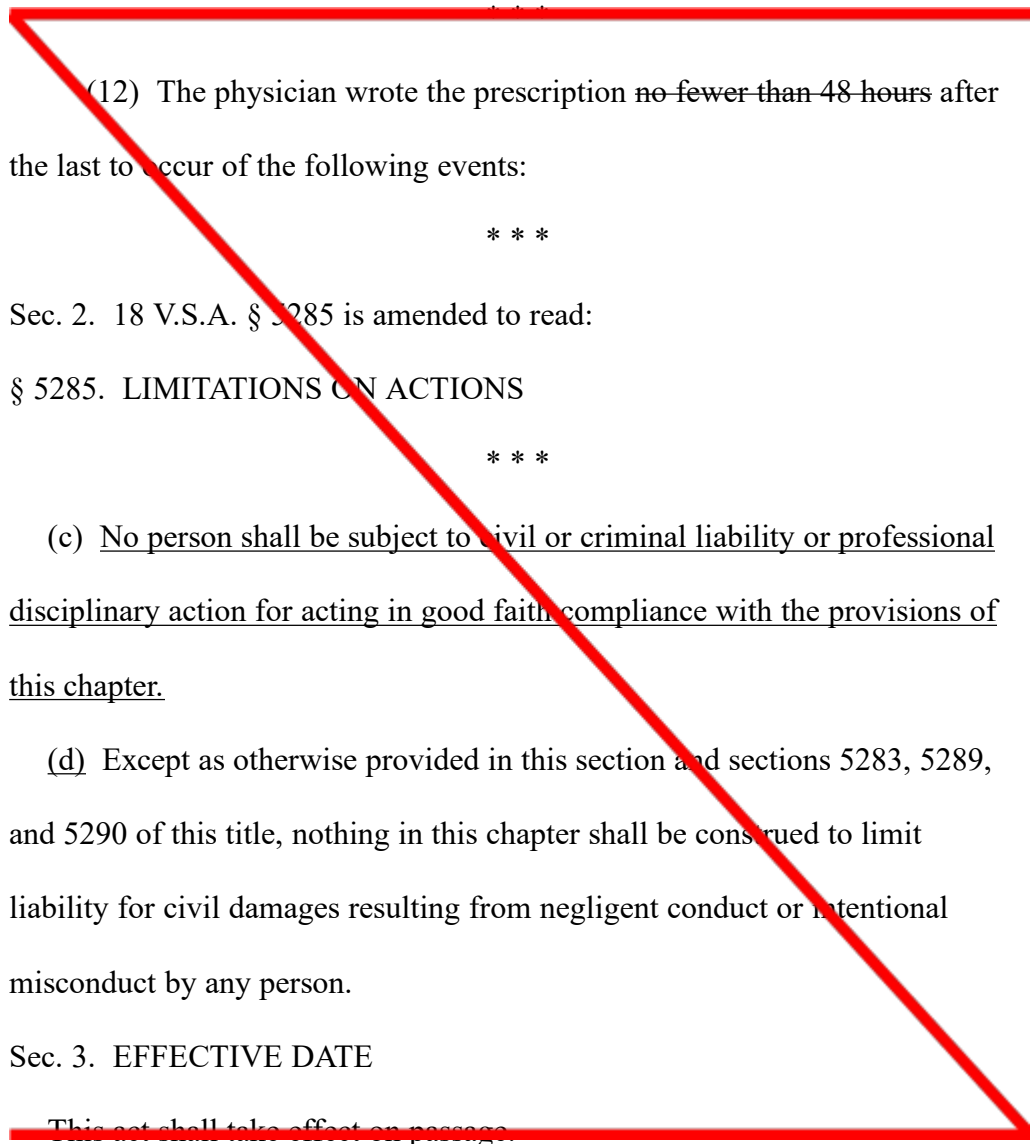 * * *
(12) The physician wrote the prescription no fewer than 48 hours after
the last to occur of the following events:
* * *
Sec. 2. 18 V.S.A. § 5285 is amended to read:
§ 5285. LIMITATIONS ON ACTIONS
* * *
(c) No person shall be subject to civil or criminal liability or professional
disciplinary action for acting in good faith compliance with the provisions of
this chapter.
(d) Except as otherwise provided in this section and sections 5283, 5289,
and 5290 of this title, nothing in this chapter shall be construed to limit
liability for civil damages resulting from negligent conduct or intentional
misconduct by any person.
Sec. 3. EFFECTIVE DATE
This act shall take effect on passage.